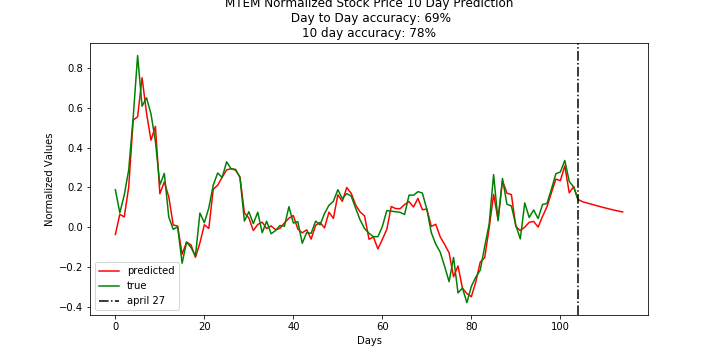 MTEM Normalized Stock Price 10 Day Prediction
Day to Day accuracy: 69%
10 day accuracy: 78%
Normalized Values
0.8
0.6
0.4
0.2
0.0
−0.2
−0.4
predicted
true
april 27
0
20
40
60
80
100
Days